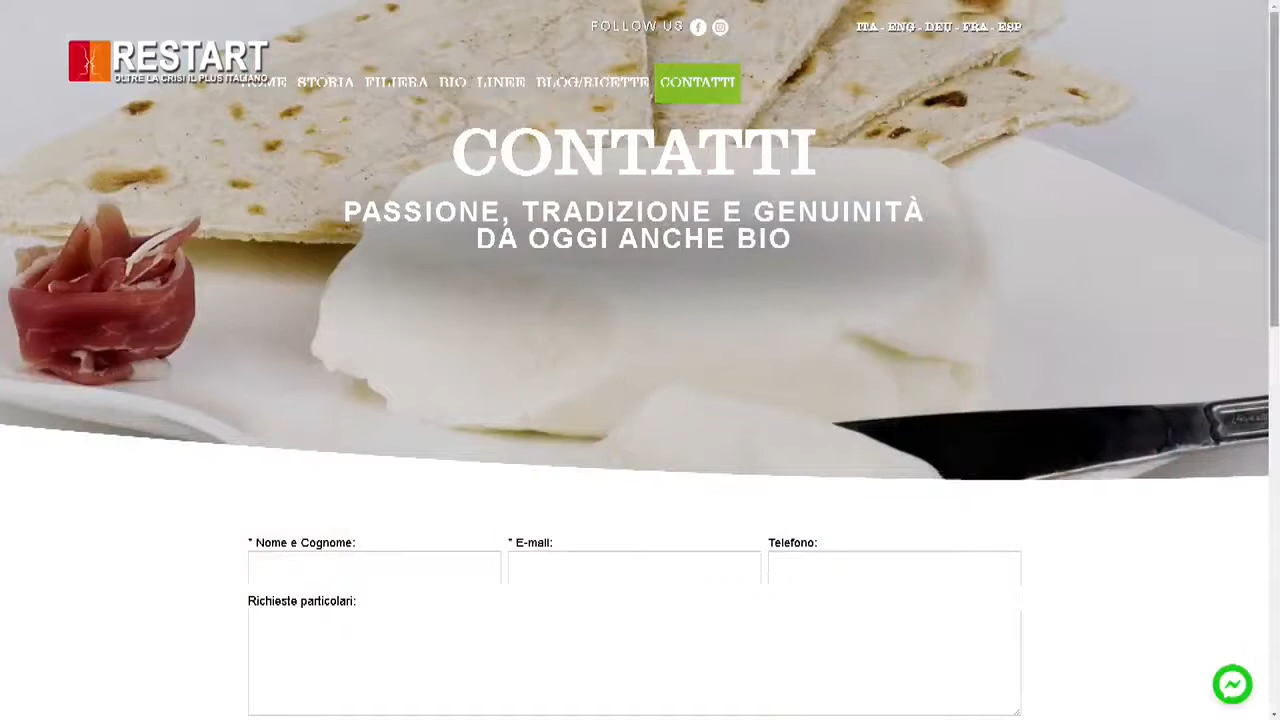 FOLLOW US
ITA - ENG - DEU - FRA - ESP
RESTART
OLTRE LA CRISI IL PLUS ITALIANO
HOME STORIA FILIERA BIO LINEE BLOG/RICETTE CONTATTI
CONTATTI
PASSIONE, TRADIZIONE E GENUINITÀ
DA OGGI ANCHE BIO
* Nome e Cognome:
* E-mail:
Telefono:
Richieste particolari: